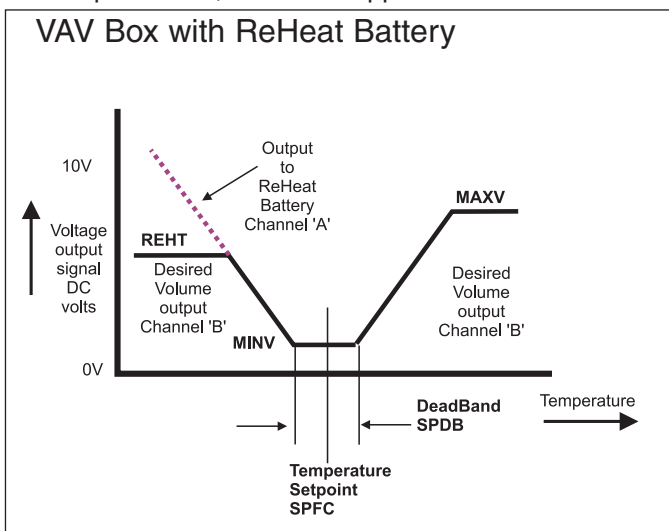 VAV Box with ReHeat Battery
10V
Output
to
ReHeat
Battery
Channel 'A'
MAXV
Voltage
output
signal
DC
volts
REHT
Desired
Volume
output
Channel 'B'
Desired
Volume
output
Channel 'B'
MINV
0V
DeadBand
SPDB
Temperature
Temperature
Setpoint
SPFC